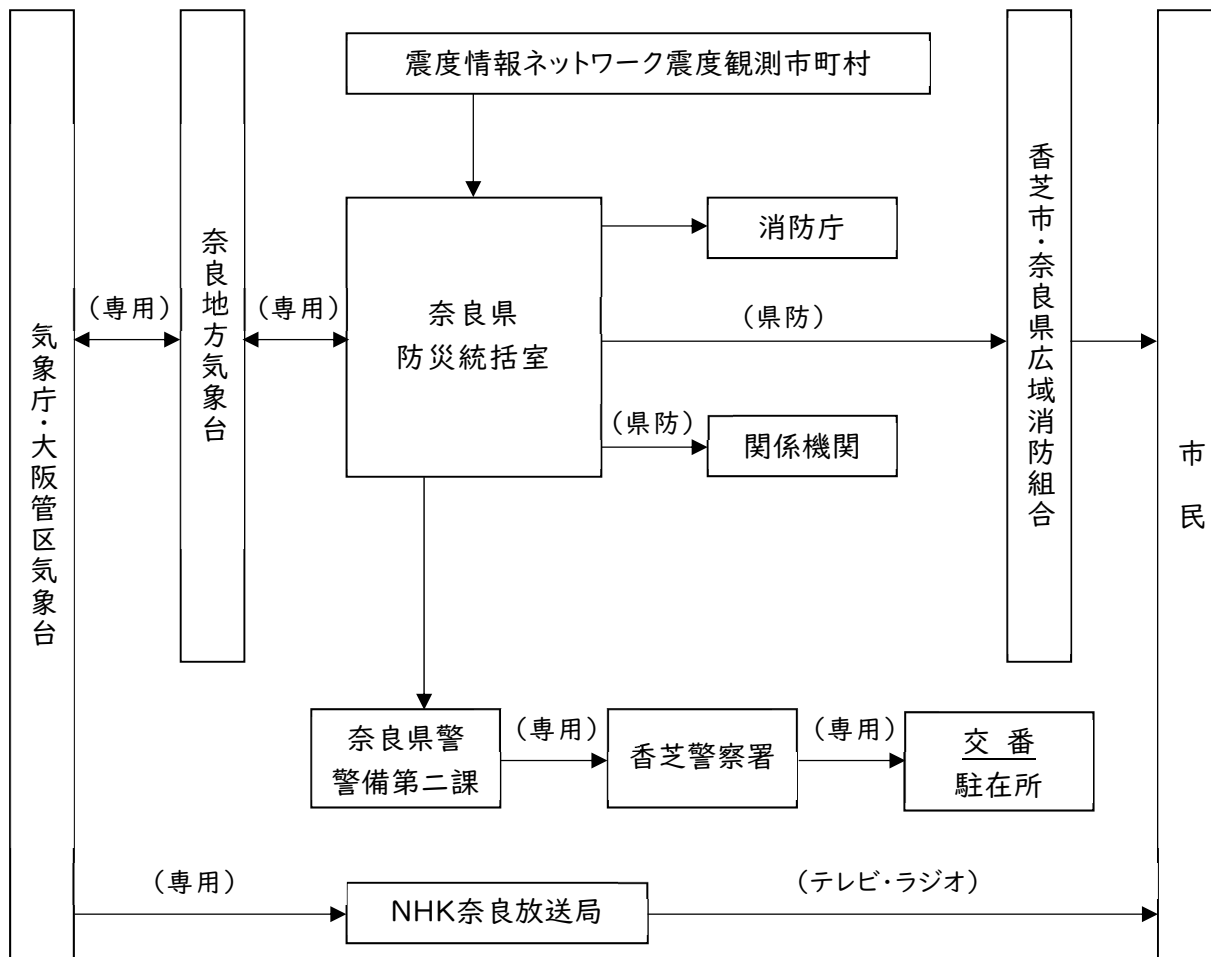 震度情報ネットワーク震度観測市町村
気象庁・大阪管区気象台
(専用)
奈良地方気象台
(専用)
奈良県
防災統括室
消防庁
(県防)
(県防)
関係機関
香芝市・奈良県広域消防組合
市民
奈良県警
警備第二課
(専用)
香芝警察署
(専用)
交番
駐在所
(専用)
NHK奈良放送局
(テレビ・ラジオ)